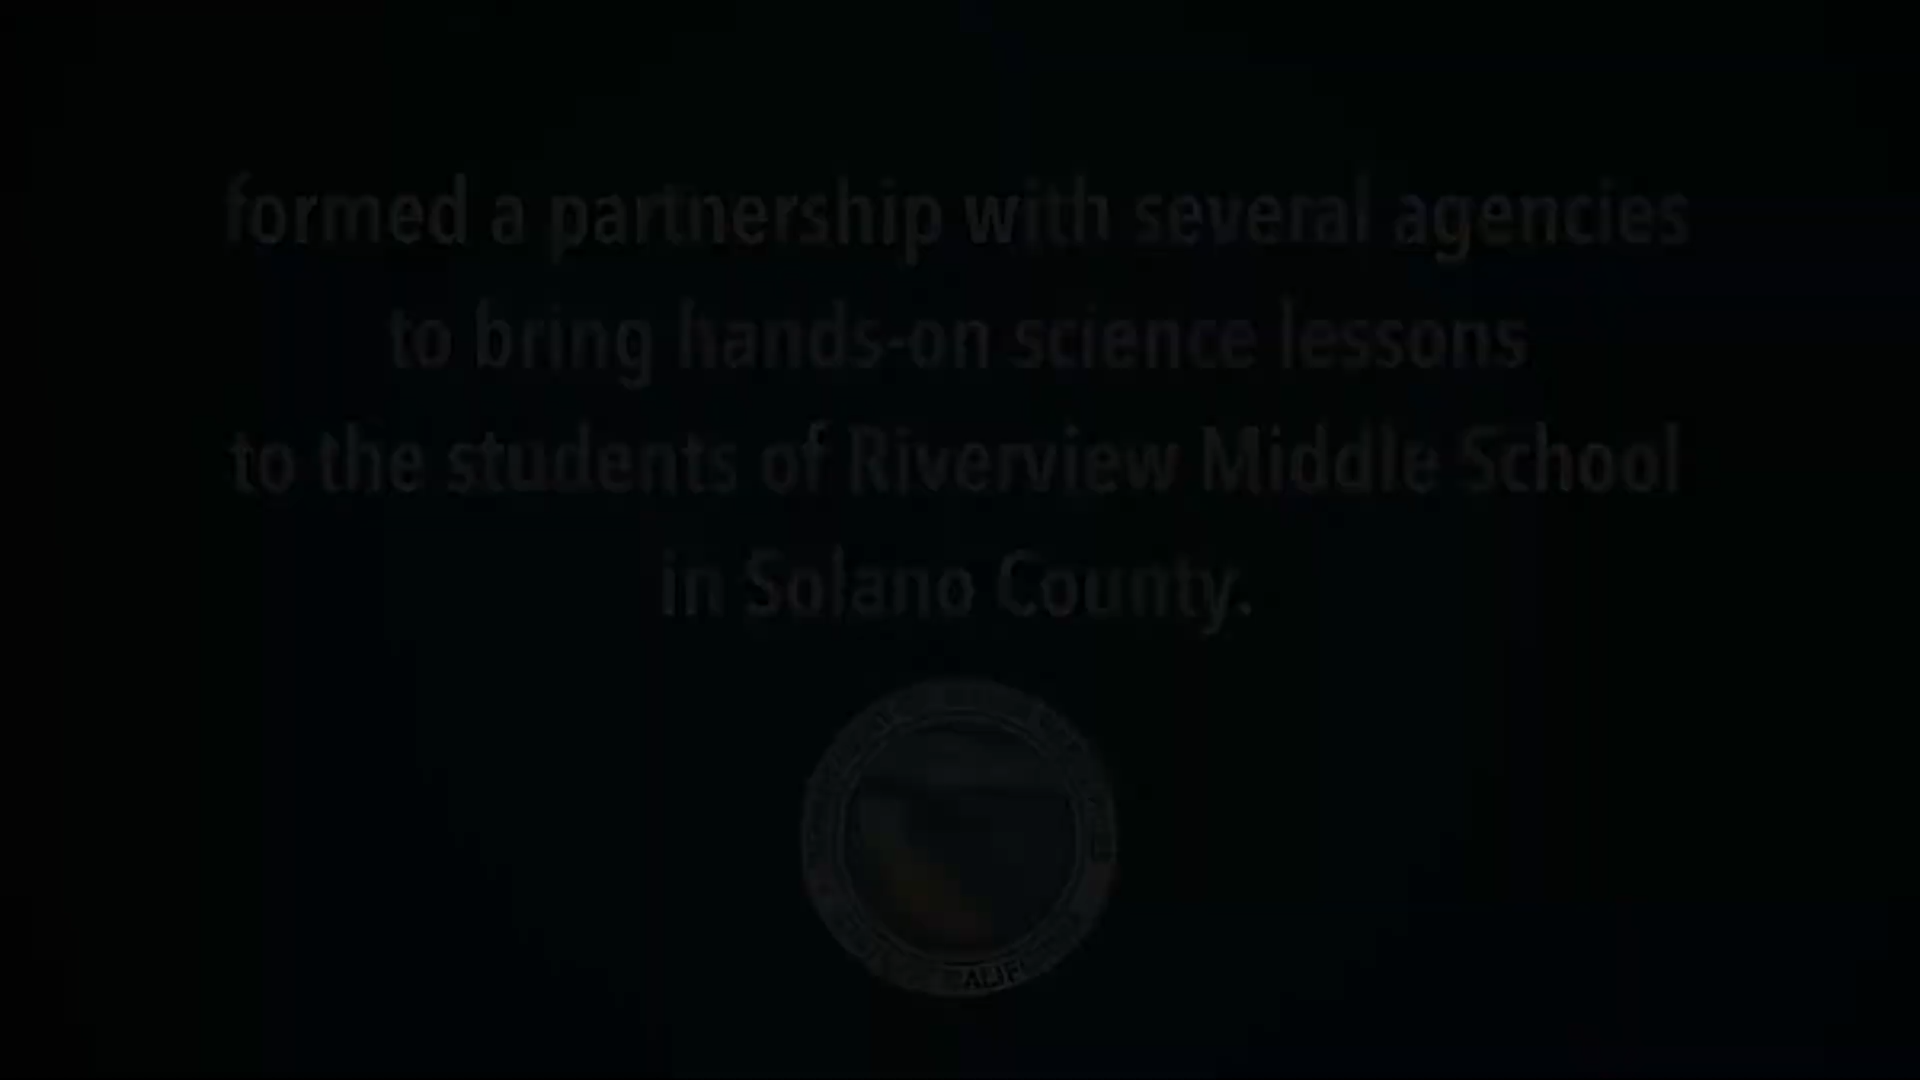 formed a partnership with several agencies
to bring hands-on science lessons
to the students of Riverview Middle School
in Solano County.